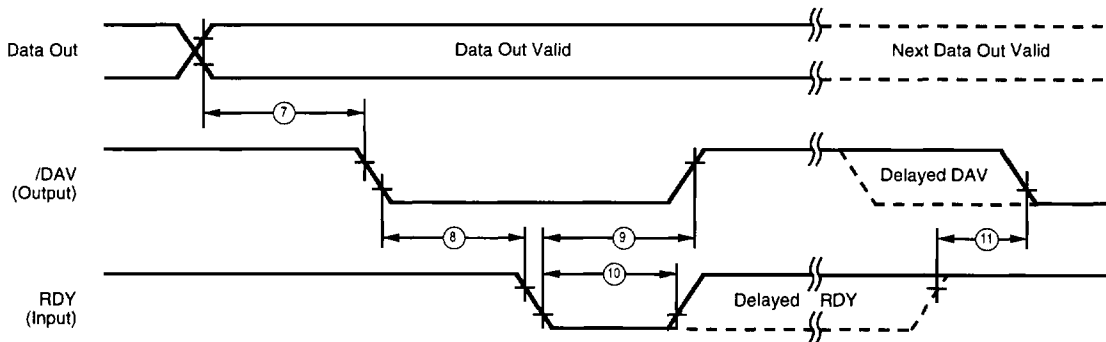 Data Out
Data Out Valid
Next Data Out Valid
7
/DAV
(Output)
Delayed DAV
8
9
11
10
RDY
(Input)
Delayed RDY